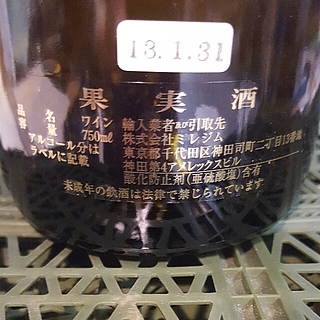 13.1.31
果実酒
品名 ワイン
容量 750ml
アルコール分は
ラベルに記載
輸入業者及び引取先
株式会社ミレジム
東京都千代田区神田司町二丁目13番地
神田第4アメレックスビル
酸化防止剤(亜硫酸塩)含有
未成年の飲酒は法律で禁じられています